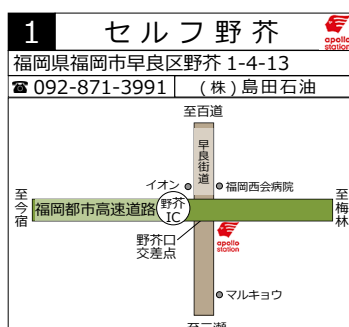 1 セルフ野芥
apollo
station
福岡県福岡市早良区野芥 1-4-13
☎ 092-871-3991 (株)島田石油
至百道
早良街道
イオン
福岡西会病院
至今宿
福岡都市高速道路
野芥
IC
至梅林
野芥口
交差点
apollo
station
マルキョウ
至三瀬